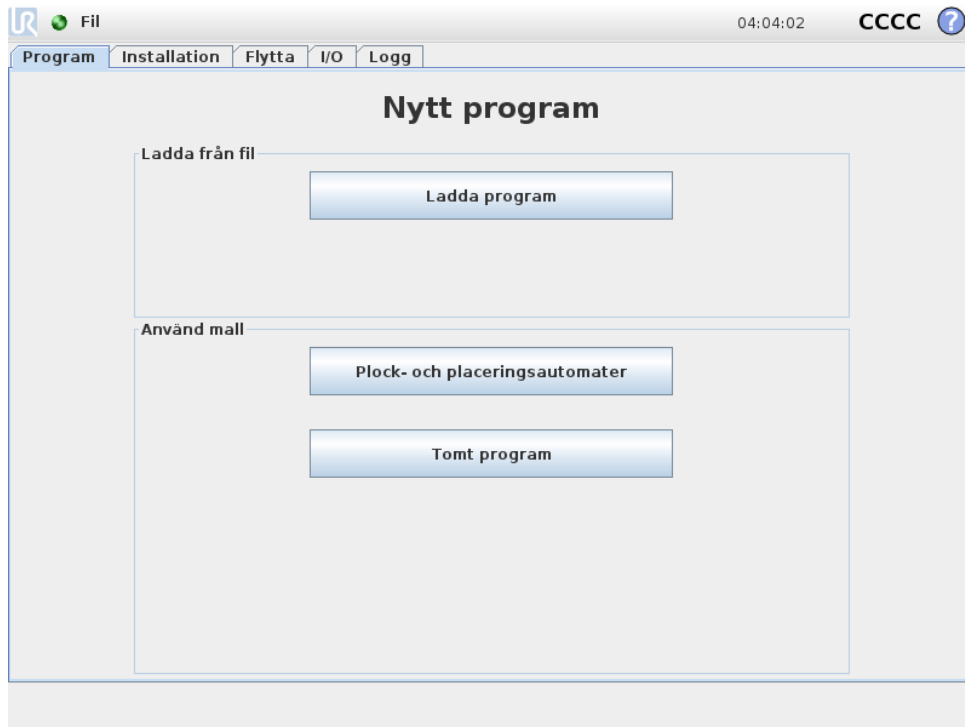 UR Fil 04:04:02 CCCC ?
Program Installation Flytta I/O Logg
Nytt program
Ladda från fil
Ladda program
Använd mall
Plock- och placeringsautomater
Tomt program